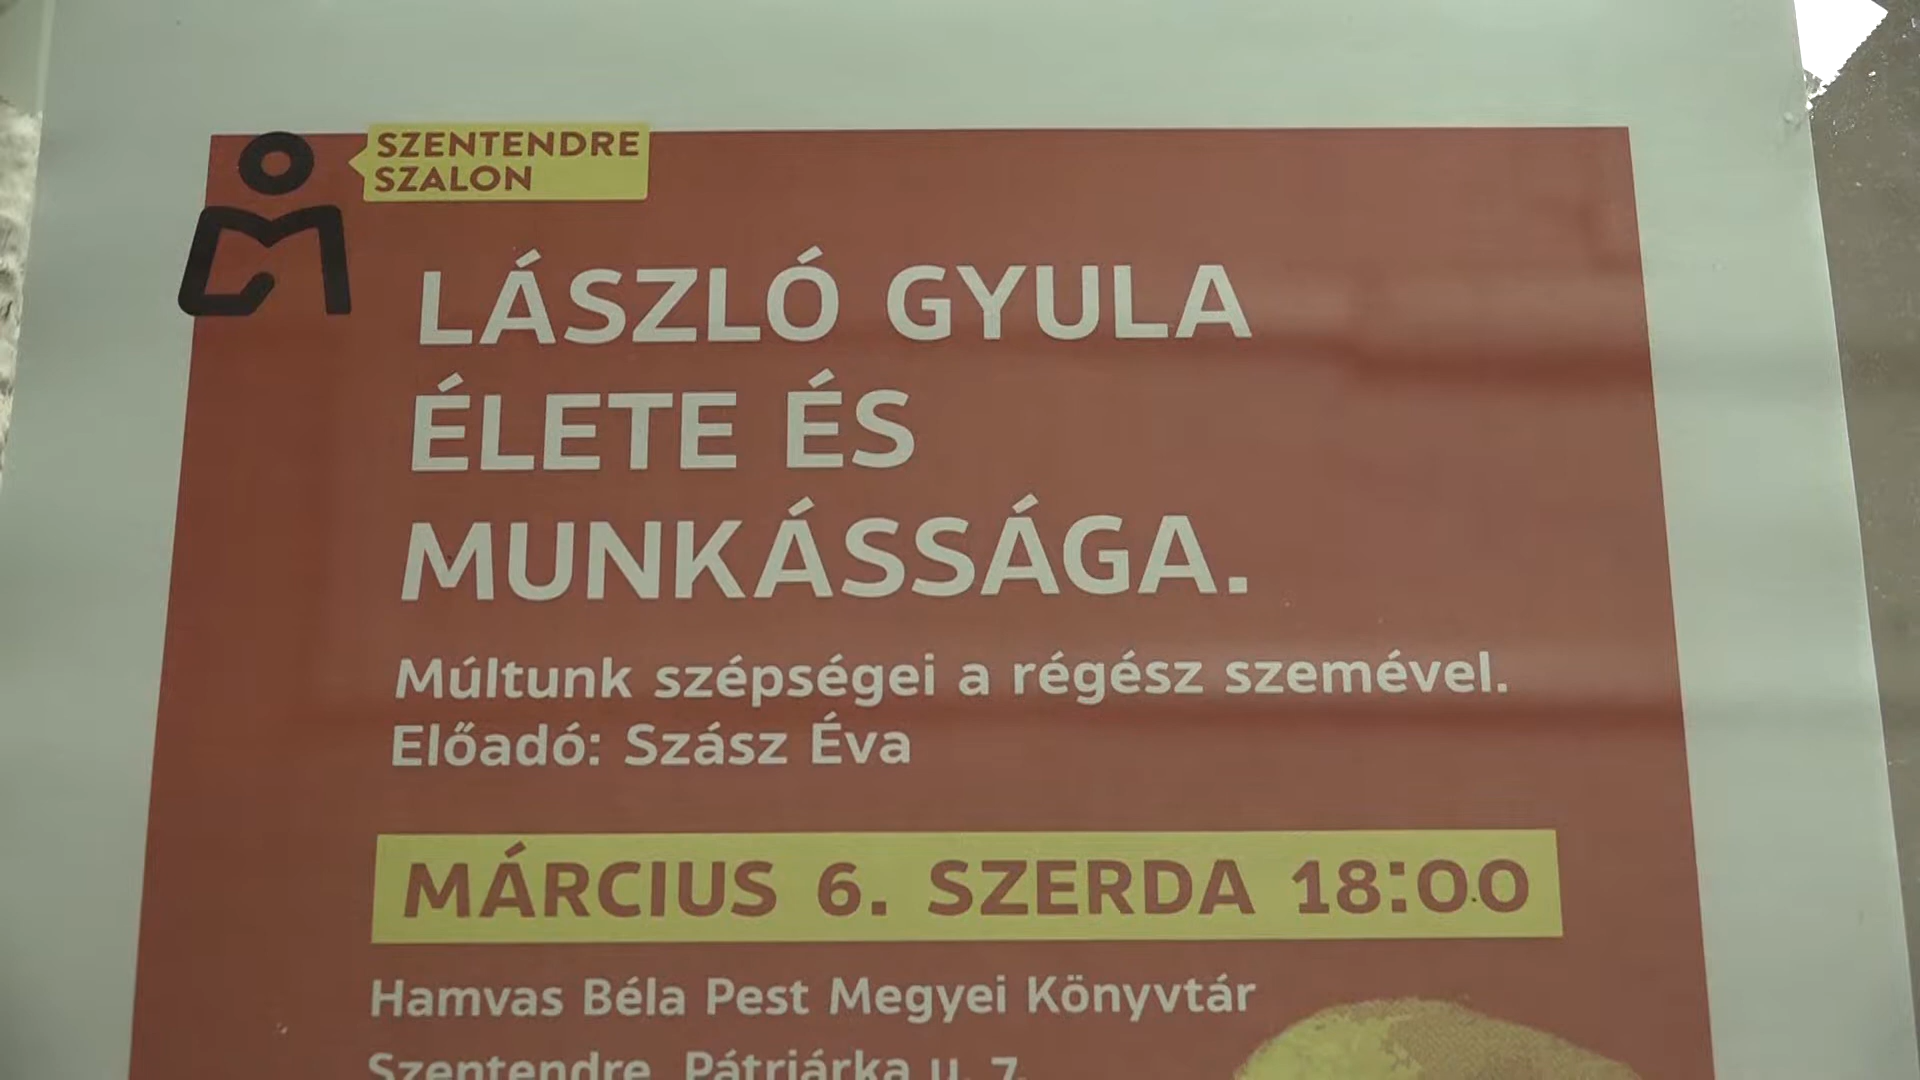 SZENTENDRE
SZALON
LÁSZLÓ GYULA
ÉLETE ÉS
MUNKÁSSÁGA.
Múltunk szépségei a régész szemével.
Előadó: Szász Éva
MÁRCIUS 6. SZERDA 18:00
Hamvas Béla Pest Megyei Könyvtár
Szentendre, Pátriárka u. 7.